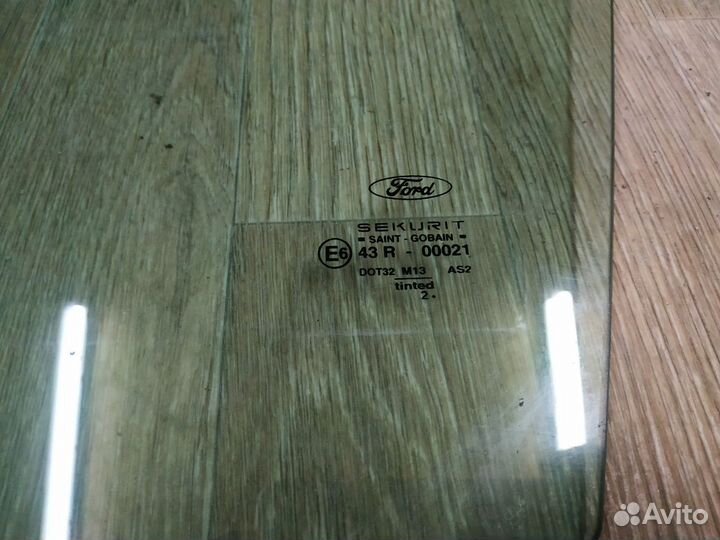 Ford
SEKURIT
SAINT - GOBAIN
E6 43 R - 00021
DOT32 M13 AS2
tinted
2 .
Avito